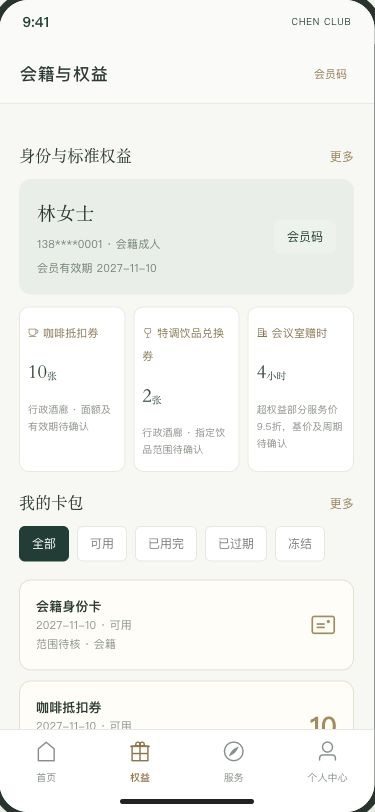 9:41
CHEN CLUB
会籍与权益
会员码
身份与标准权益
更多
林女士
138****0001 · 会籍成人
会员有效期 2027-11-10
会员码
咖啡抵扣券
10张
行政酒廊 · 面额及
有效期待确认
特调饮品兑换
券
2张
行政酒廊 · 指定饮
品范围待确认
会议室赠时
4小时
超权益部分服务价
9.5折，基价及周期
待确认
我的卡包
更多
全部
可用
已用完
已过期
冻结
会籍身份卡
2027-11-10 · 可用
范围待核 · 会籍
咖啡抵扣券
2027-11-10 · 可用
10
首页
权益
服务
个人中心